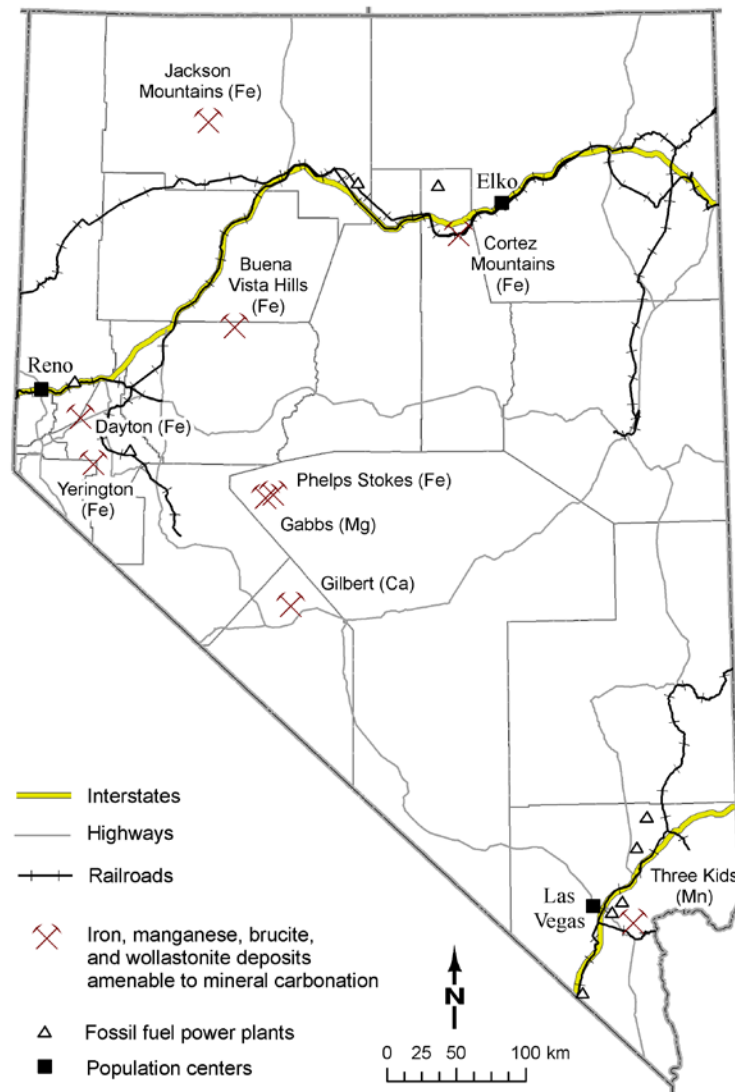 Jackson
Mountains (Fe)
Elko
Cortez
Mountains
(Fe)
Buena
Vista Hills
(Fe)
Reno
Dayton (Fe)
Yerington
(Fe)
Phelps Stokes (Fe)
Gabbs (Mg)
Gilbert (Ca)
Interstates
Highways
Railroads
Three Kids
(Mn)
Las
Vegas
Iron, manganese, brucite,
and wollastonite deposits
amenable to mineral carbonation
N
Fossil fuel power plants
Population centers
0 25 50 100 km